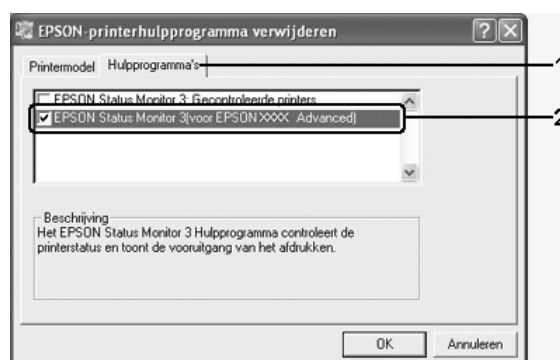 EPSON-printerhulpprogramma verwijderen
Printermodel Hulpprogramma's
1
EPSON Status Monitor 3: Gecontroleerde printers
EPSON Status Monitor 3(voor EPSON XXXX Advanced)
2
Beschrijving
Het EPSON Status Monitor 3 Hulpprogramma controleert de
printerstatus en toont de vooruitgang van het afdrukken.
OK Annuleren